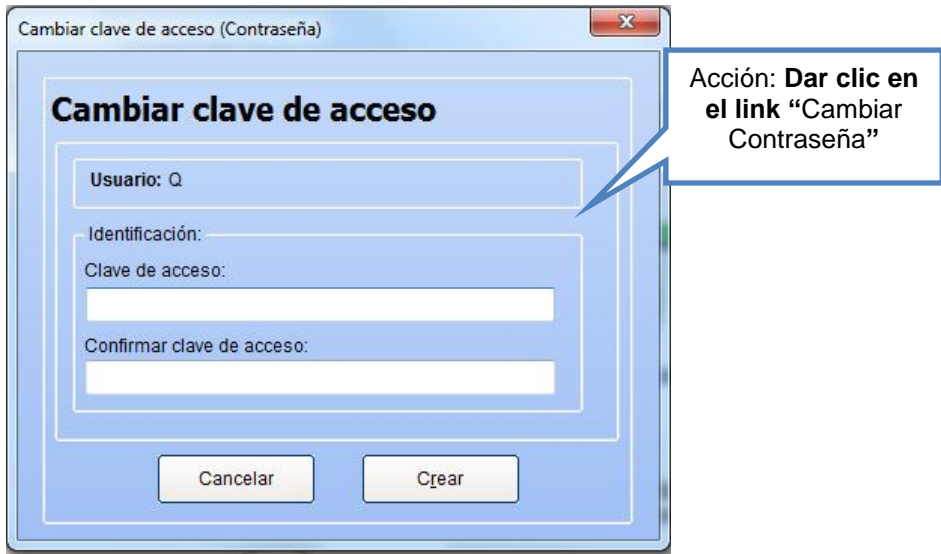 Cambiar clave de acceso (Contraseña)
Acción: Dar clic en
el link “Cambiar
Contraseña”
Cambiar clave de acceso
Usuario: Q
Identificación:
Clave de acceso:
Confirmar clave de acceso:
Cancelar
Crear